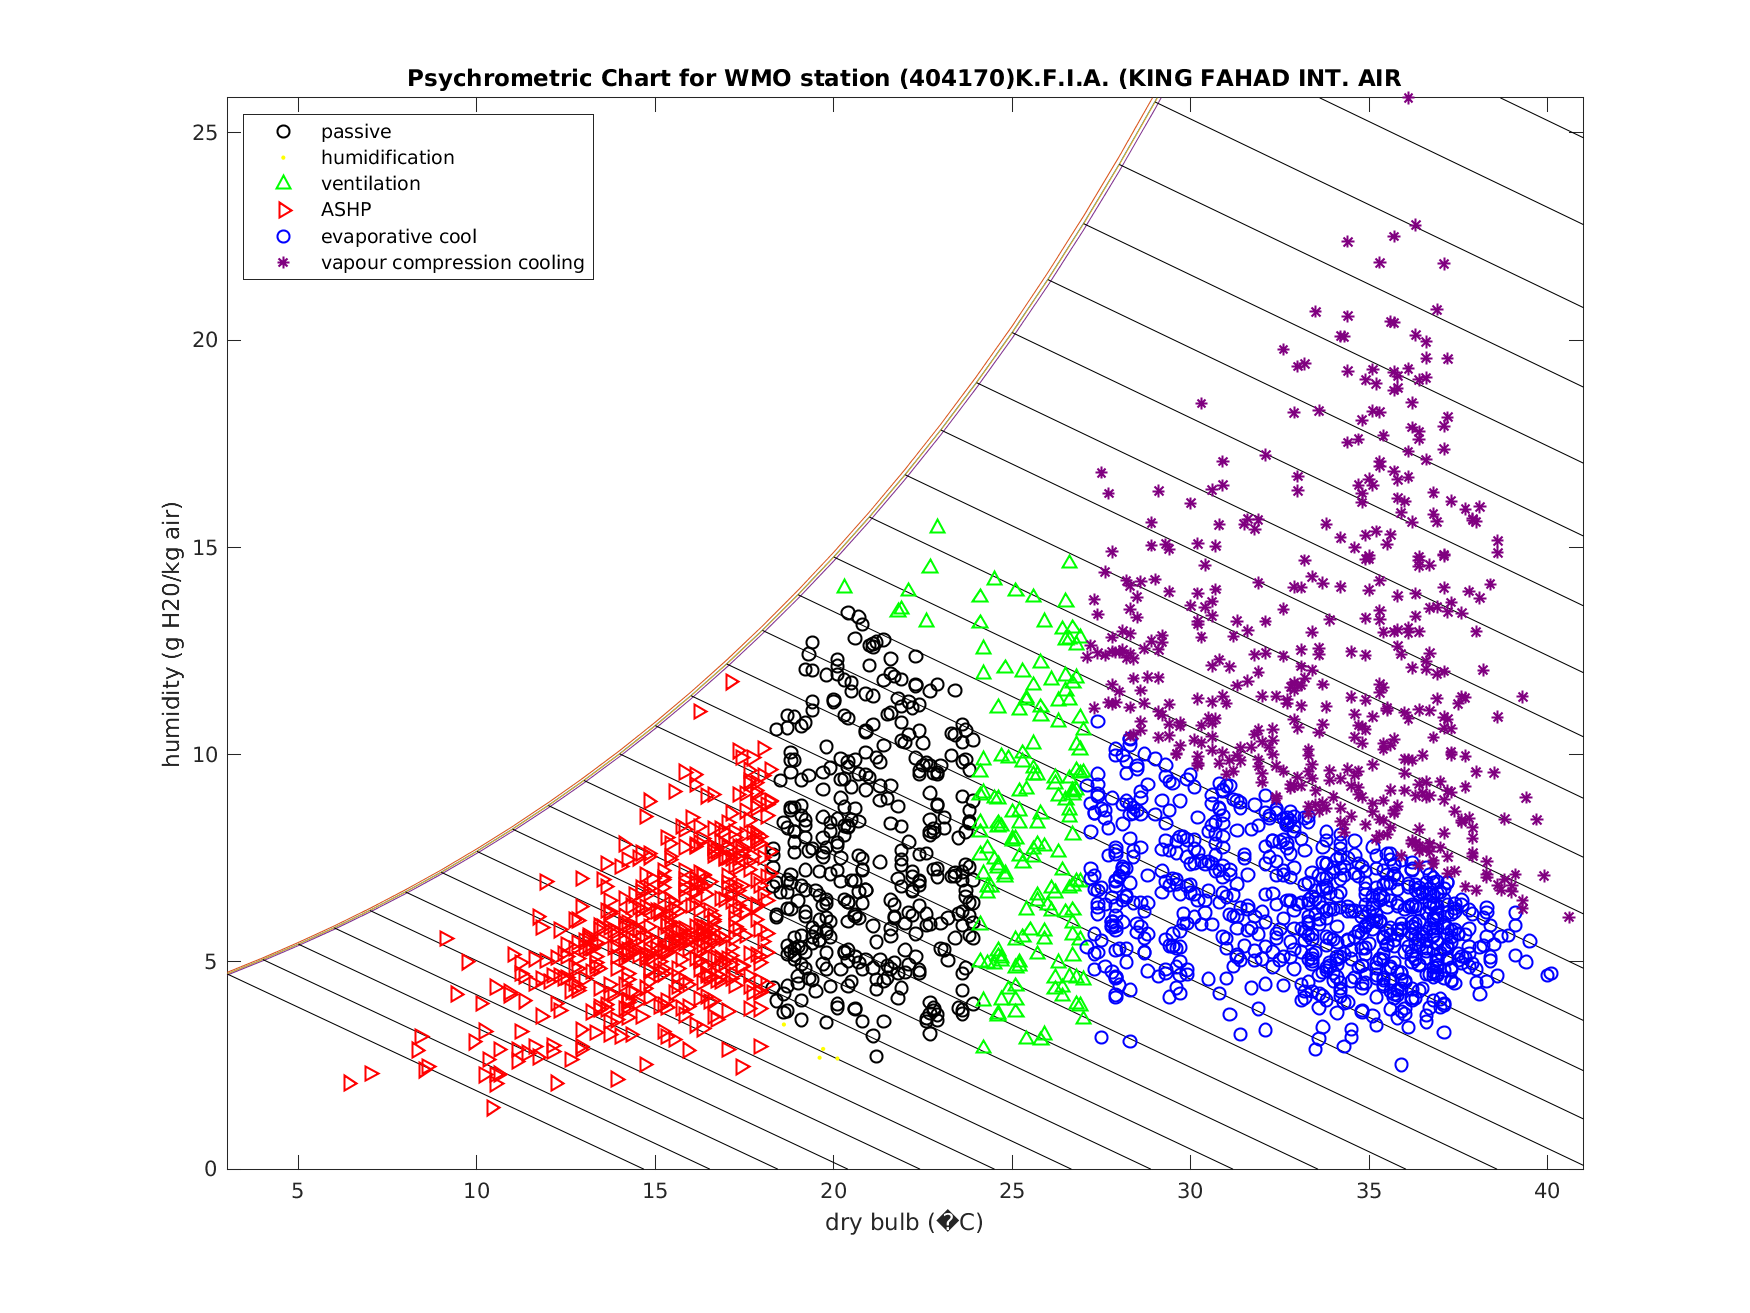 Psychrometric Chart for WMO station (404170)K.F.I.A. (KING FAHAD INT. AIR
passive
humidification
ventilation
ASHP
evaporative cool
vapour compression cooling
humidity (g H20/kg air)
25
20
15
10
5
0
5 10 15 20 25 30 35 40
dry bulb (�C)